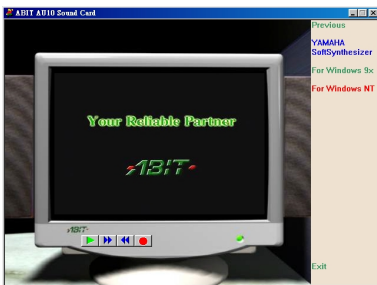 ABIT AU10 Sound Card
Previous
YAMAHA
SoftSynthesizer
For Windows 9x
For Windows NT
Your Reliable Partner
ABIT
ABIT
Exit